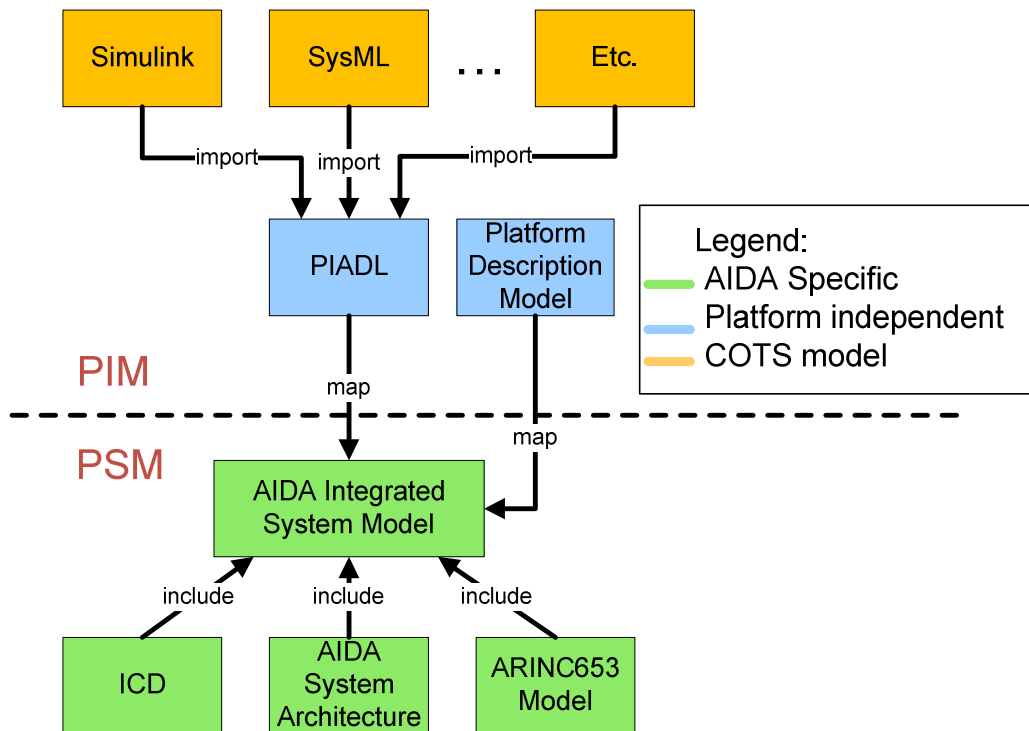 Simulink
SysML
...
Etc.
import
import
import
PIADL
Platform
Description
Model
Legend:
AIDA Specific
Platform independent
COTS model
PIM
map
map
PSM
AIDA Integrated
System Model
include
include
include
ICD
AIDA
System
Architecture
ARINC653
Model